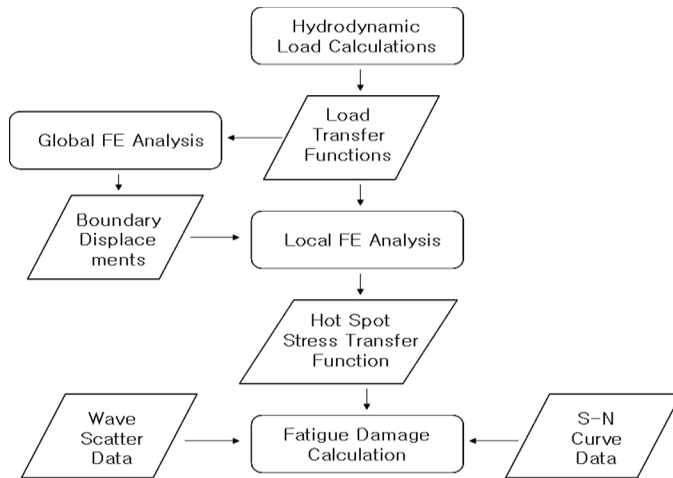 Hydrodynamic
Load Calculations
Load
Transfer
Functions
Global FE Analysis
Boundary
Displace
ments
Local FE Analysis
Hot Spot
Stress Transfer
Function
Wave
Scatter
Data
Fatigue Damage
Calculation
S-N
Curve
Data